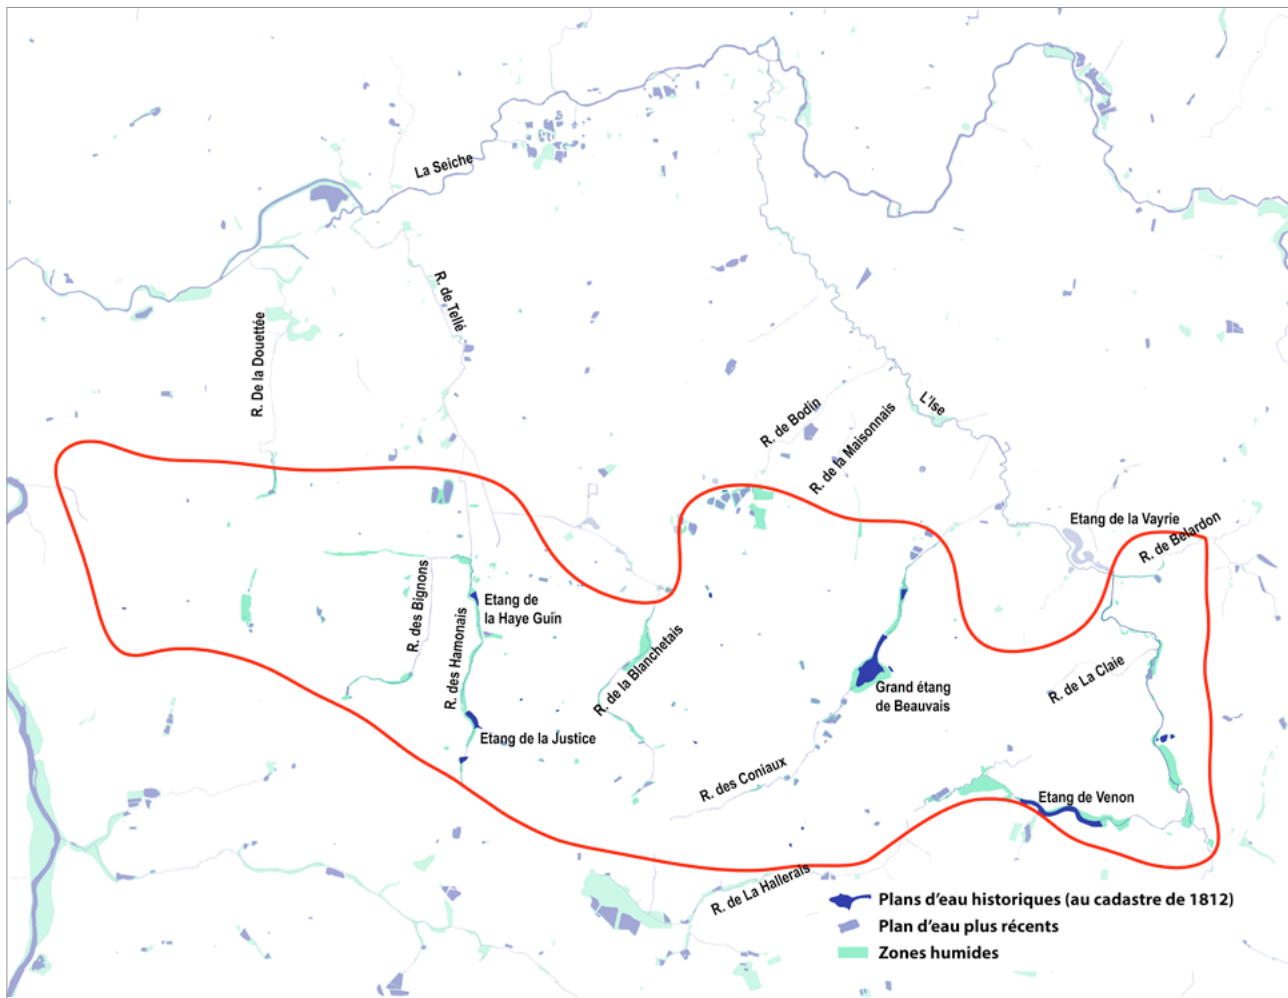 La Seiche
R. de Tellé
R. De la Douettée
L'Ise
R. de Bodin
R. de la Maisonnais
Etang de la Vayrie
R. de Belardon
R. des Bignons
Etang de
la Haye Guïn
R. des Hamonais
R. de la Blanchetais
R. de La Claie
Grand étang
de Beauvais
Etang de la Justice
R. des Coniaux
Etang de Venon
R. de La Hallerais
Plans d'eau historiques (au cadastre de 1812)
Plan d'eau plus récents
Zones humides